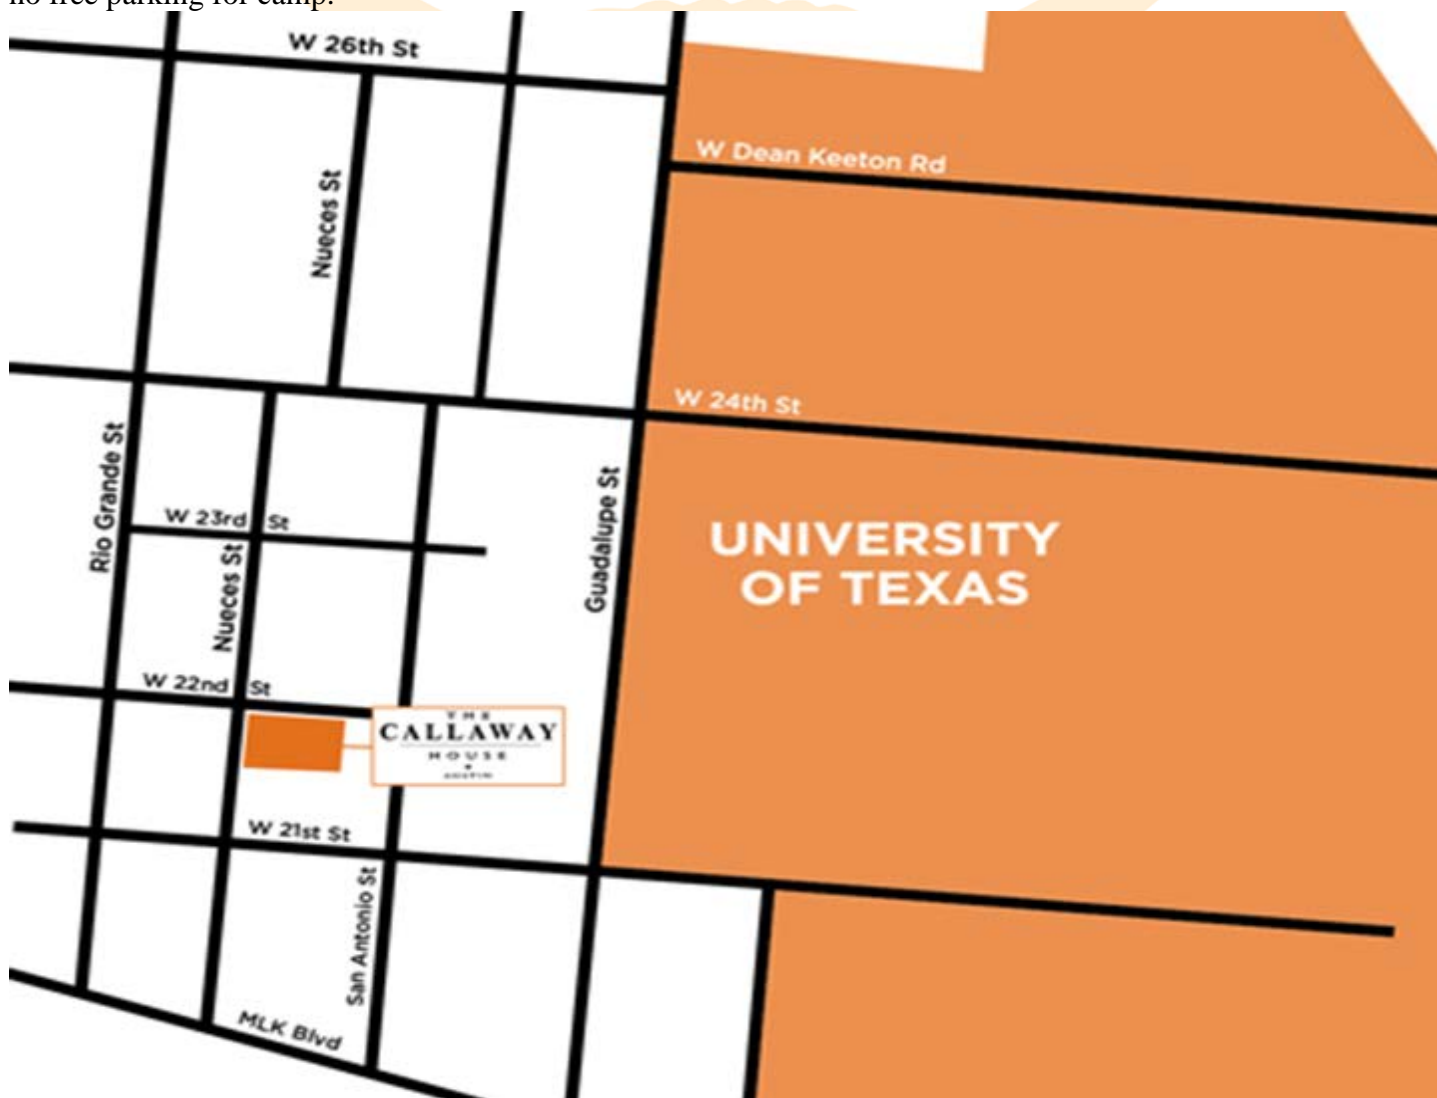 no free parking for camp.
W 26th St
W Dean Keeton Rd
Nueces St
W 24th St
Rio Grande St
Guadalupe St
W 23rd St
UNIVERSITY
OF TEXAS
Nueces St
W 22nd St
THE
CALLAWAY
HOUSE
AUSTIN
W 21st St
San Antonio St
MLK Blvd